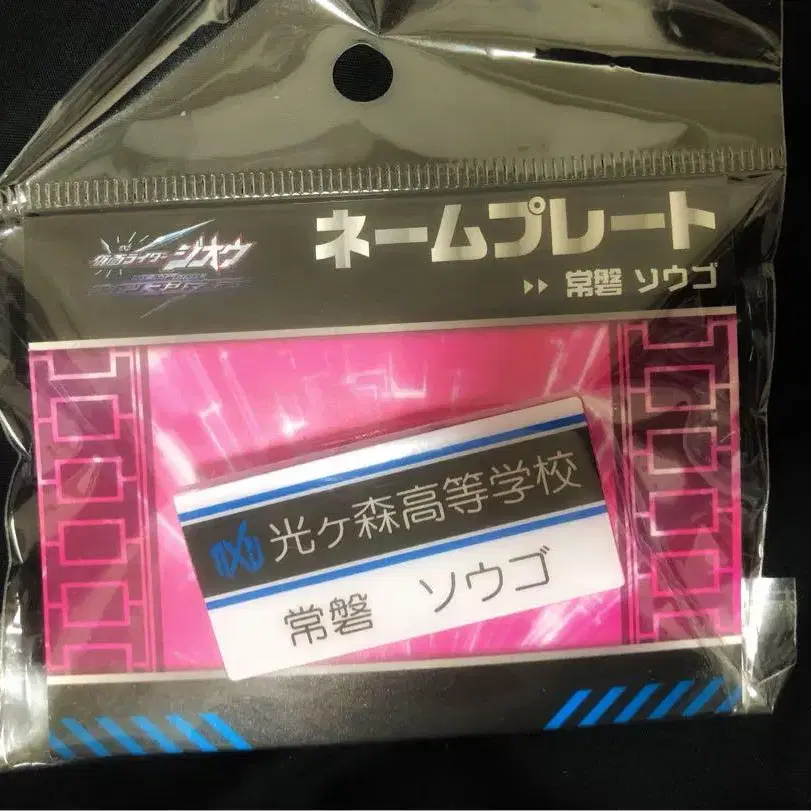 仮面ライダージオウ
ネームプレート
常磐 ソウゴ
光ヶ森高等学校
常磐 ソウゴ